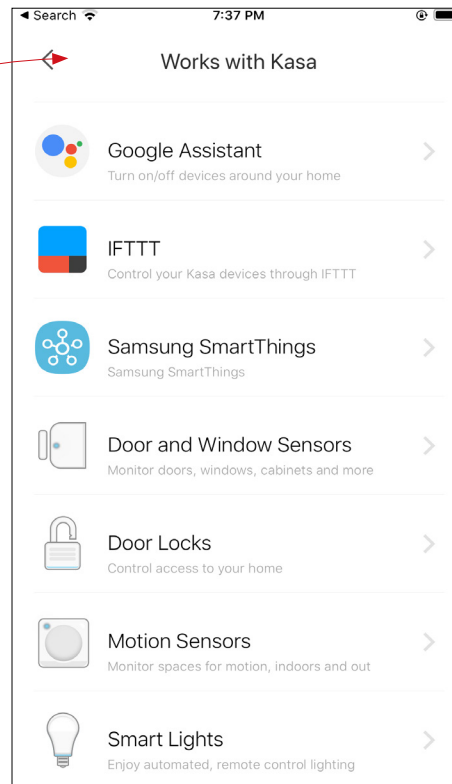 Search
7:37 PM
Works with Kasa
Google Assistant
Turn on/off devices around your home
IFTTT
Control your Kasa devices through IFTTT
Samsung SmartThings
Samsung SmartThings
Door and Window Sensors
Monitor doors, windows, cabinets and more
Door Locks
Control access to your home
Motion Sensors
Monitor spaces for motion, indoors and out
Smart Lights
Enjoy automated, remote control lighting